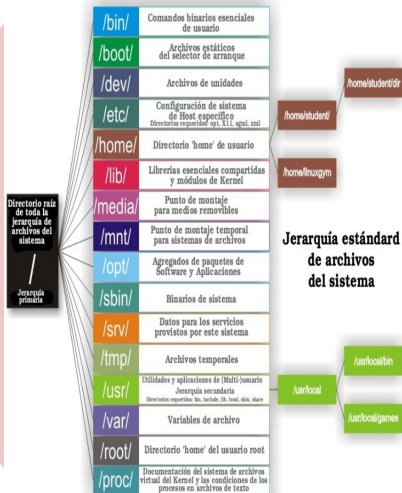 Directorio raíz
de toda la
jerarquía de
archivos del
sistema
/
Jerarquía
primaria
/bin/
Comandos binarios esenciales
de usuario
/boot/
Archivos estáticos
del selector de arranque
/dev/
Archivos de unidades
/etc/
Configuración de sistema
de Host específico
Directorios requeridos: opt, X11, sgml, xml
/home/
Directorio 'home' de usuario
/home/student/
/home/student/dir
/home/linuxgym
/lib/
Librerias esenciales compartidas
y módulos de Kernel
/media/
Punto de montaje
para medios removibles
/mnt/
Punto de montaje temporal
para sistemas de archivos
/opt/
Agregados de paquetes de
Software y Aplicaciones
/sbin/
Binarios de sistema
/srv/
Datos para los servicios
provistos por este sistema
/tmp/
Archivos temporales
/usr/
Utilidades y aplicaciones de (Multi-)usuario
Jerarquía secundaria
Directorios requeridos: bin, include, lib, local, sbin, share
/usr/local
/usr/local/bin
/usr/local/games
/var/
Variables de archivo
/root/
Directorio 'home' del usuario root
/proc/
Documentación del sistema de archivos
virtual del Kernel y las condiciones de los
procesos en archivos de texto
Jerarquía estándard
de archivos
del sistema